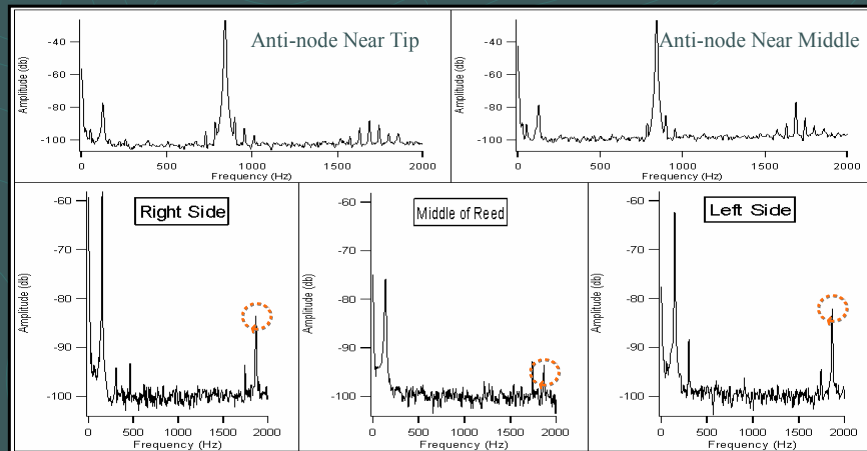 Anti-node Near Tip
-40
-60
-80
-100
Amplitude (db)
0 500 1000 1500 2000
Frequency (Hz)
Anti-node Near Middle
-40
-60
-80
-100
Amplitude (db)
0 500 1000 1500 2000
Frequency (Hz)
Right Side
-60
-70
-80
-90
-100
Amplitude (db)
0 500 1000 1500 2000
Frequency (Hz)
Middle of Reed
-60
-70
-80
-90
-100
Amplitude (db)
0 500 1000 1500 2000
Frequency (Hz)
Left Side
-60
-70
-80
-90
-100
Amplitude (db)
0 500 1000 1500 2000
Frequency (Hz)